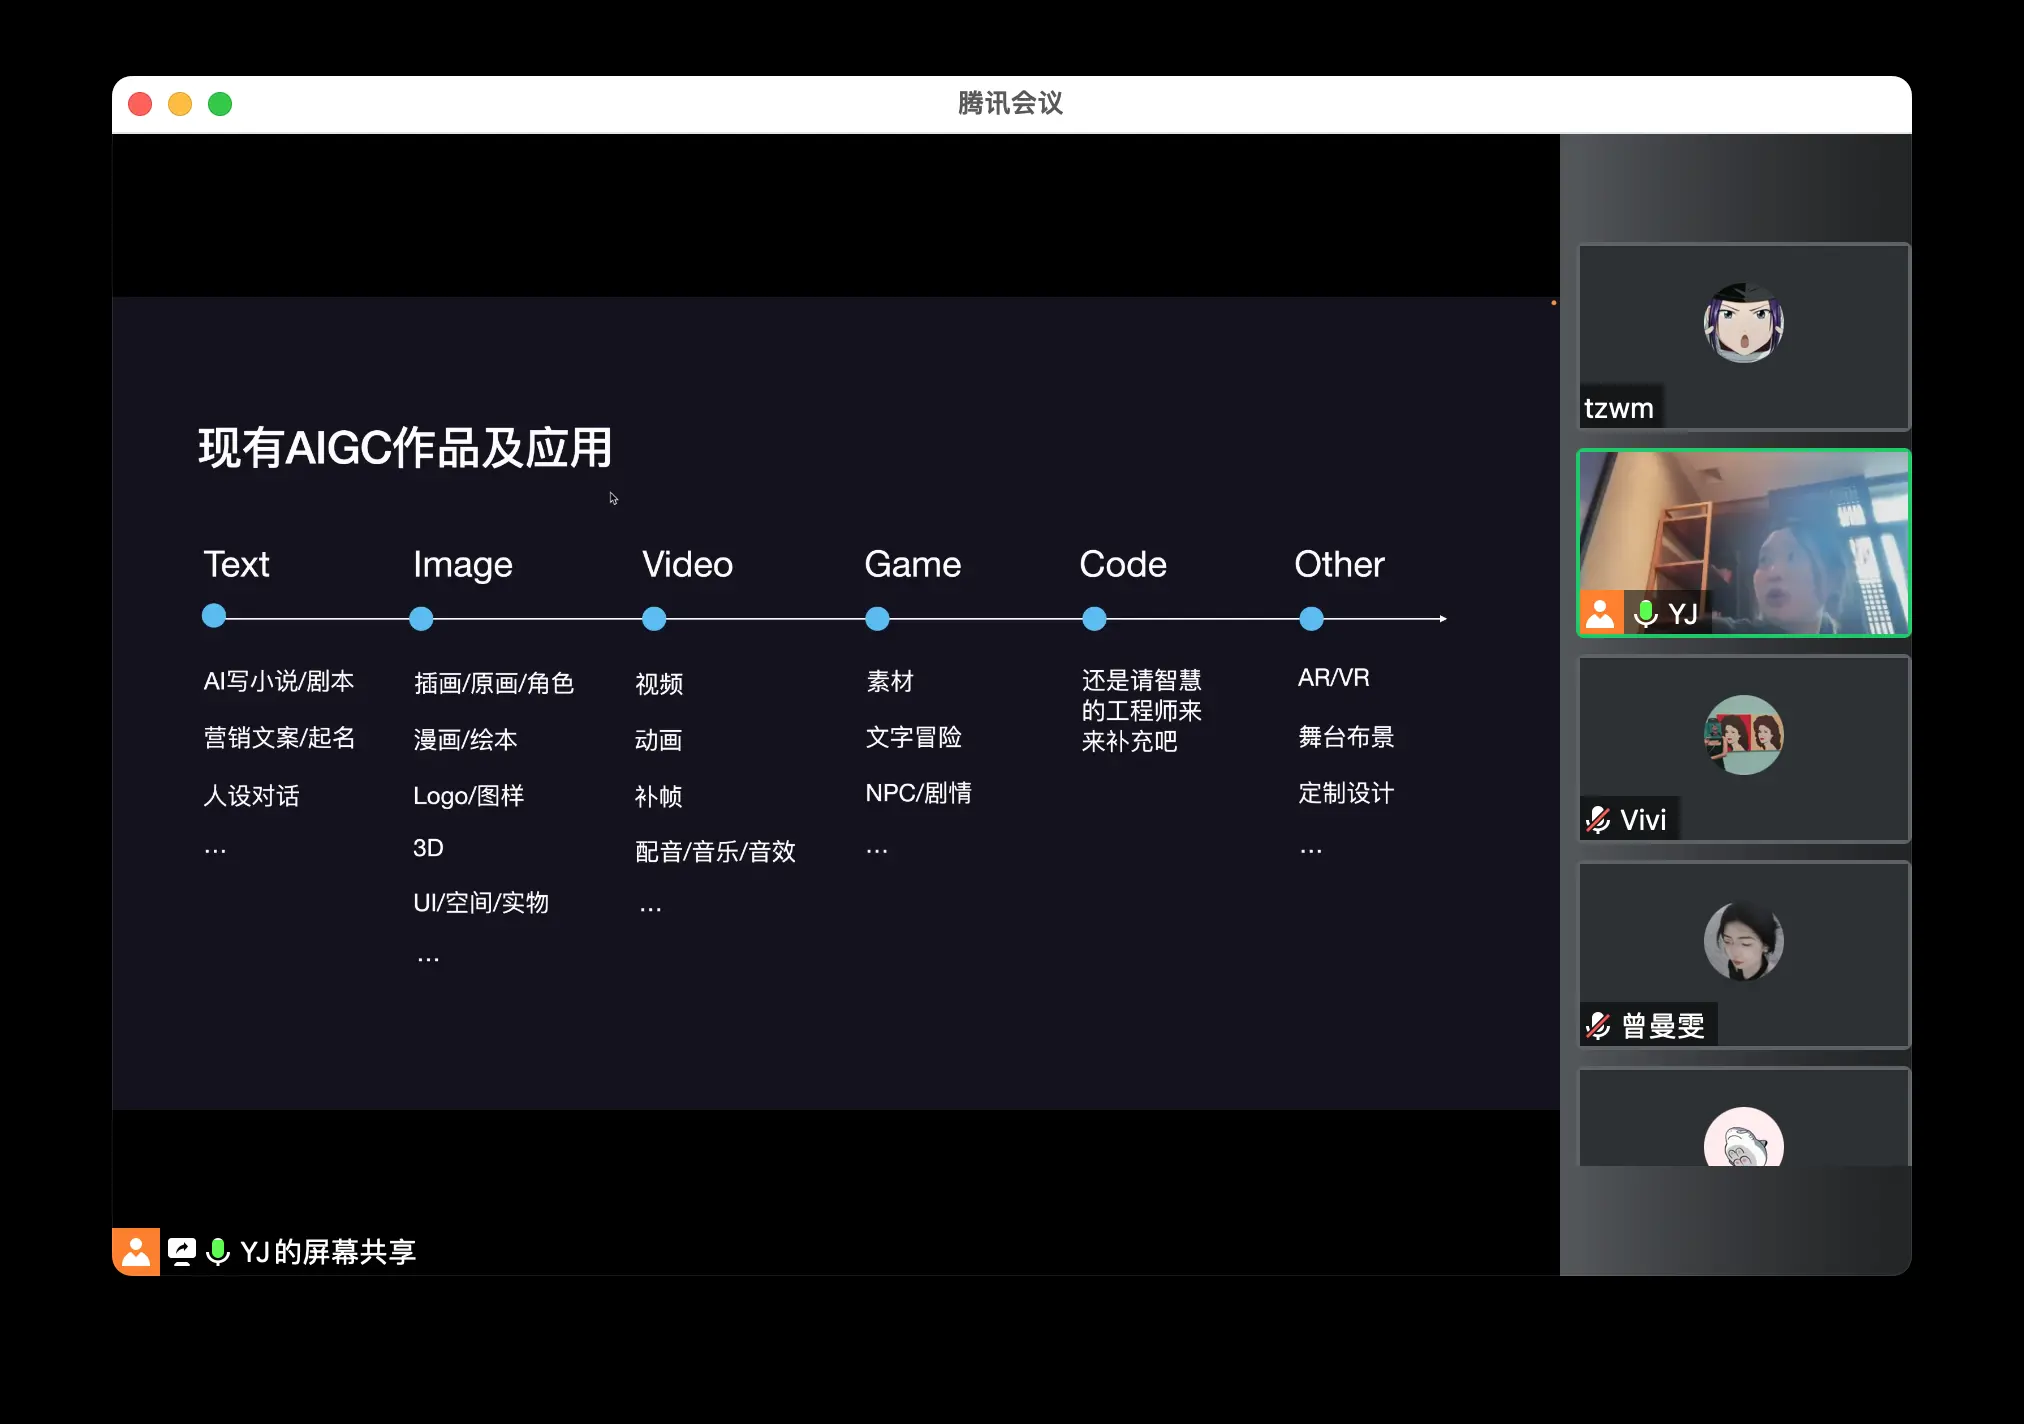 腾讯会议
现有AIGC作品及应用
Text
AI写小说/剧本
营销文案/起名
人设对话
...
Image
插画/原画/角色
漫画/绘本
Logo/图样
3D
UI/空间/实物
...
Video
视频
动画
补帧
配音/音乐/音效
...
Game
素材
文字冒险
NPC/剧情
...
Code
还是请智慧
的工程师来
来补充吧
Other
AR/VR
舞台布景
定制设计
...
tzwm
YJ
Vivi
曾曼雯
YJ的屏幕共享